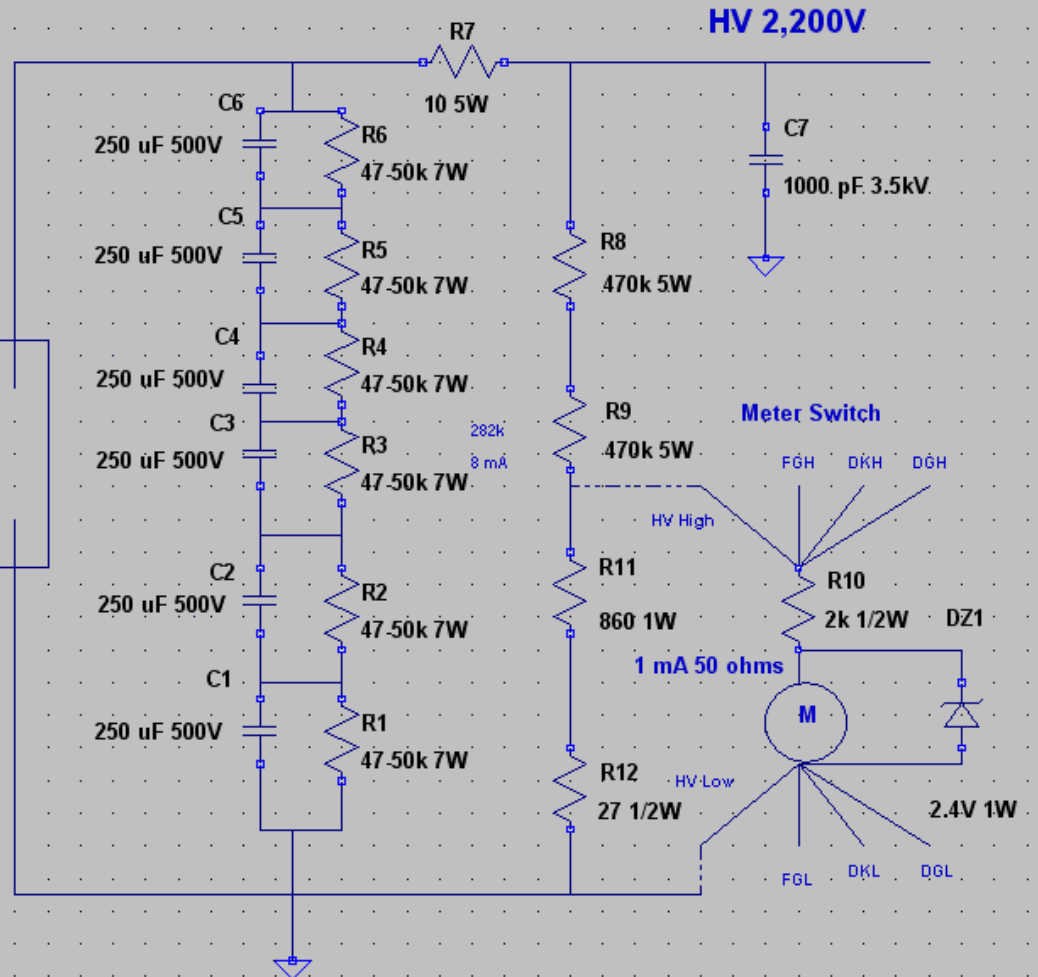 HV 2,200V
R7
10 5W
C6
250 uF 500V
R6
47-50k 7W
C7
1000 pF 3.5kV
C5
250 uF 500V
R5
47-50k 7W
R8
470k 5W
C4
250 uF 500V
R4
47-50k 7W
C3
250 uF 500V
R3
47-50k 7W
282k
8 mA
R9
470k 5W
Meter Switch
FGH
DKH
DGH
HV High
C2
250 uF 500V
R2
47-50k 7W
R11
860 1W
R10
2k 1/2W
DZ1
1 mA 50 ohms
M
C1
250 uF 500V
R1
47-50k 7W
R12
27 1/2W
HV Low
2.4V 1W
FGL
DKL
DGL